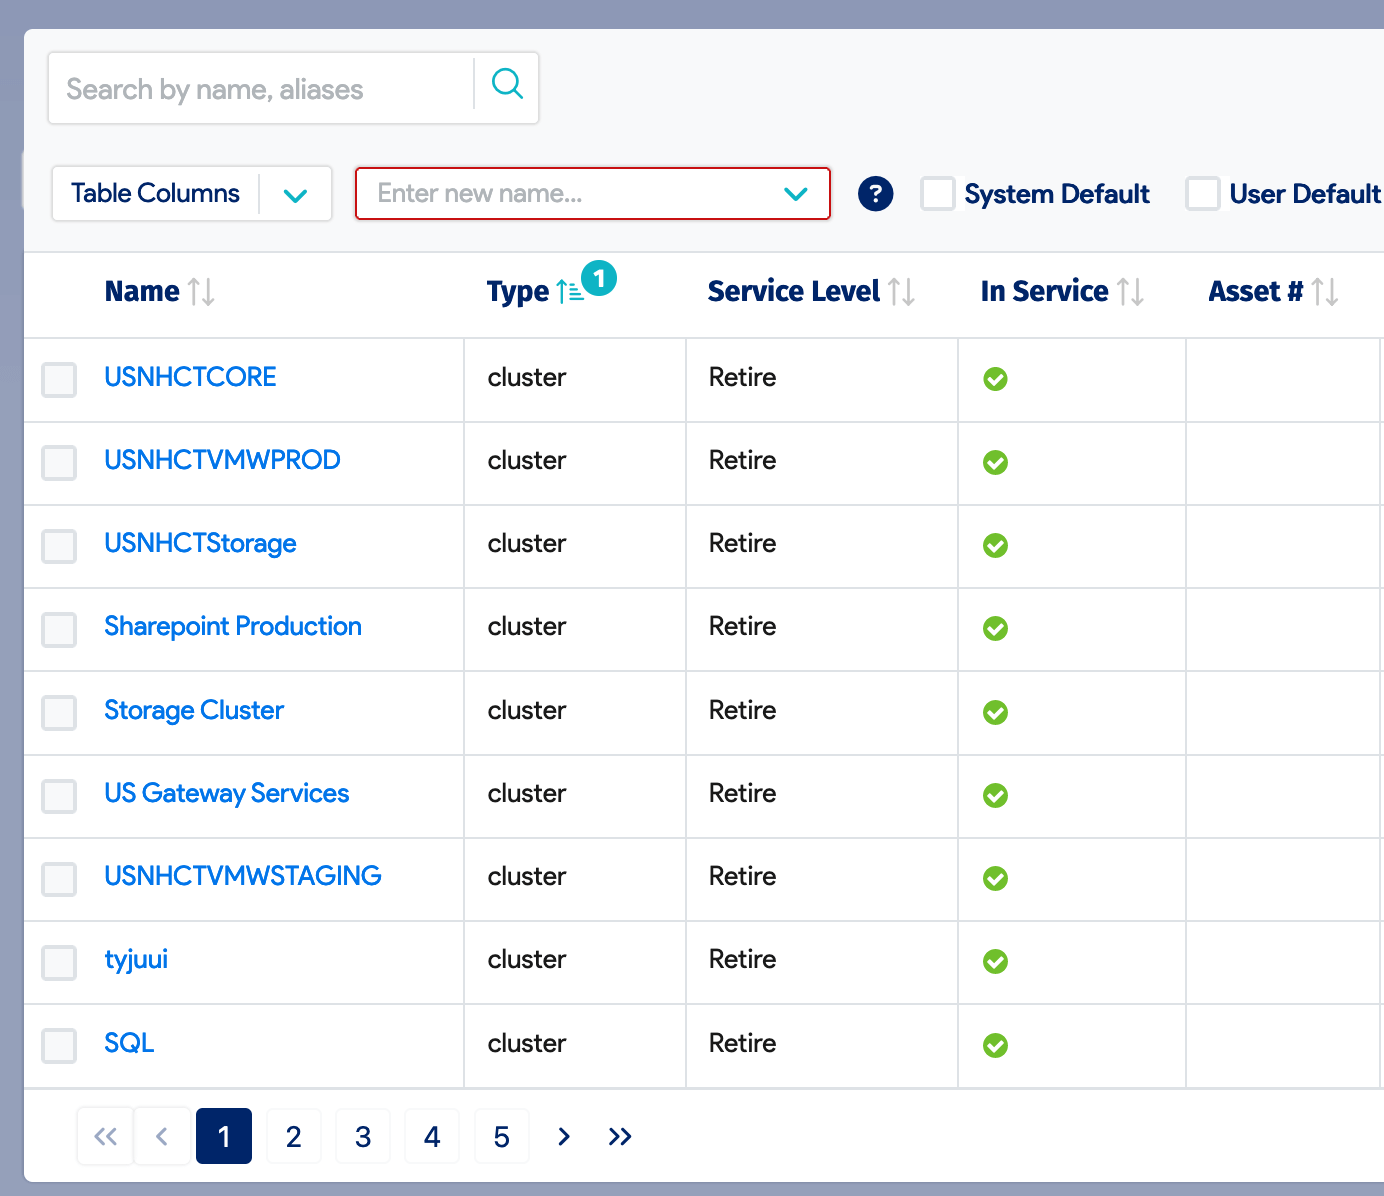 Search by name, aliases
Table Columns Enter new name... ? System Default User Default
Name Type 1 Service Level In Service Asset #
USNHCTCORE cluster Retire
USNHCTVMWPROD cluster Retire
USNHCTStorage cluster Retire
Sharepoint Production cluster Retire
Storage Cluster cluster Retire
US Gateway Services cluster Retire
USNHCTVMWSTAGING cluster Retire
tyjuui cluster Retire
SQL cluster Retire
« ‹ 1 2 3 4 5 › »